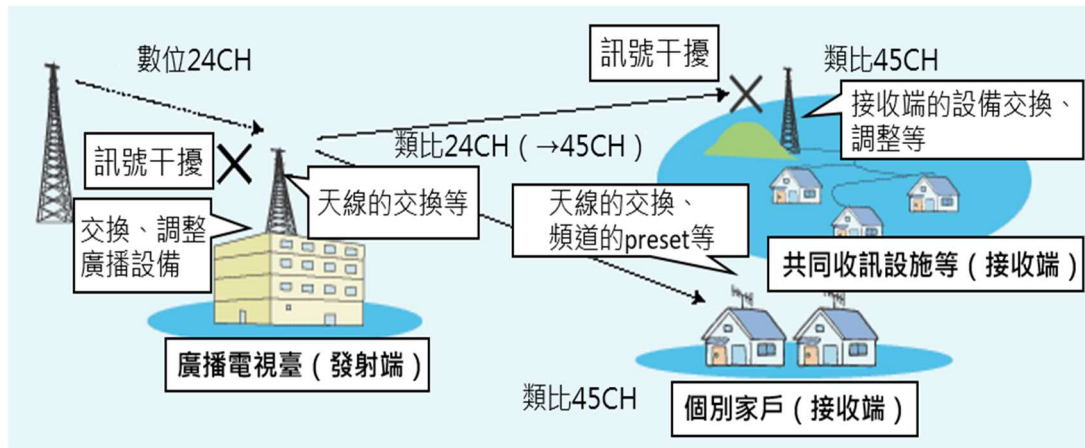 數位24CH
訊號干擾
類比45CH
訊號干擾
接收端的設備交換、
調整等
類比24CH（→45CH）
天線的交換等
交換、調整
廣播設備
天線的交換、
頻道的preset等
共同收訊設施等（接收端）
廣播電視臺（發射端）
類比45CH
個別家戶（接收端）